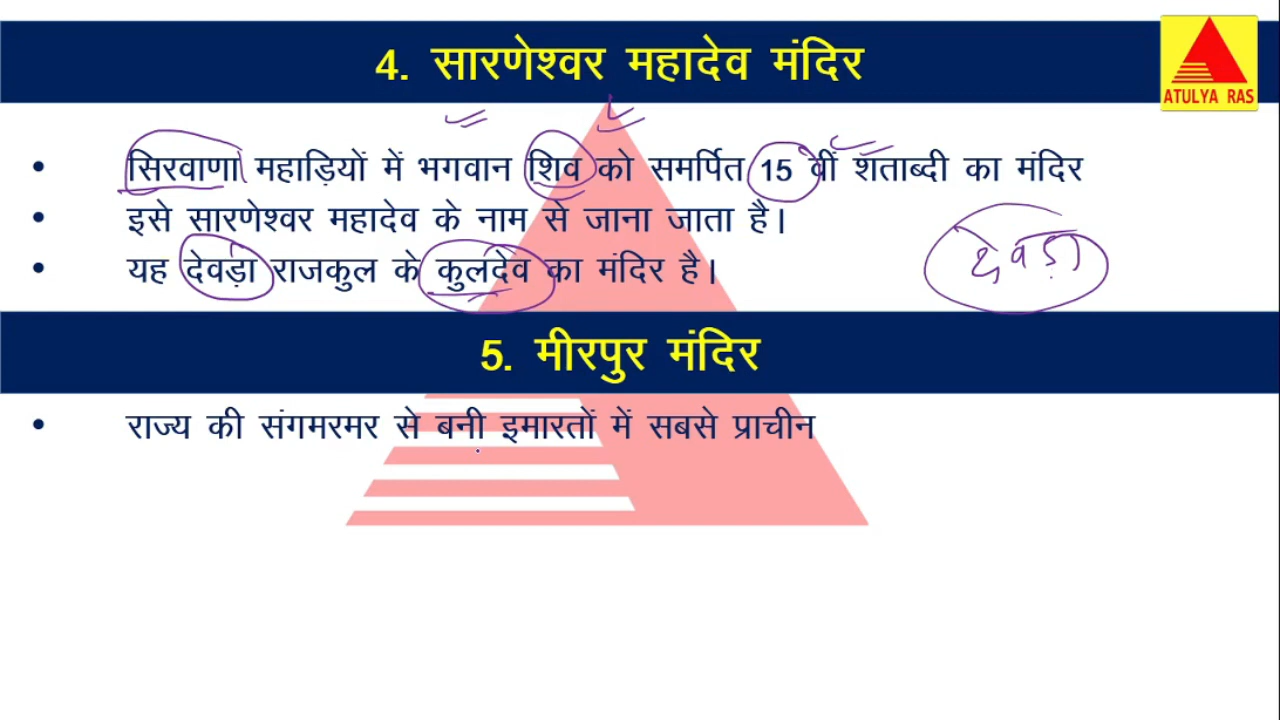 4. सारणेश्वर महादेव मंदिर
ATULYA RAS
• सिरवाणा महाड़ियों में भगवान शिव को समर्पित 15 वीं शताब्दी का मंदिर
• इसे सारणेश्वर महादेव के नाम से जाना जाता है।
देवड़ा
• यह देवड़ा राजकुल के कुलदेव का मंदिर है।
5. मीरपुर मंदिर
• राज्य की संगमरमर से बनी इमारतों में सबसे प्राचीन